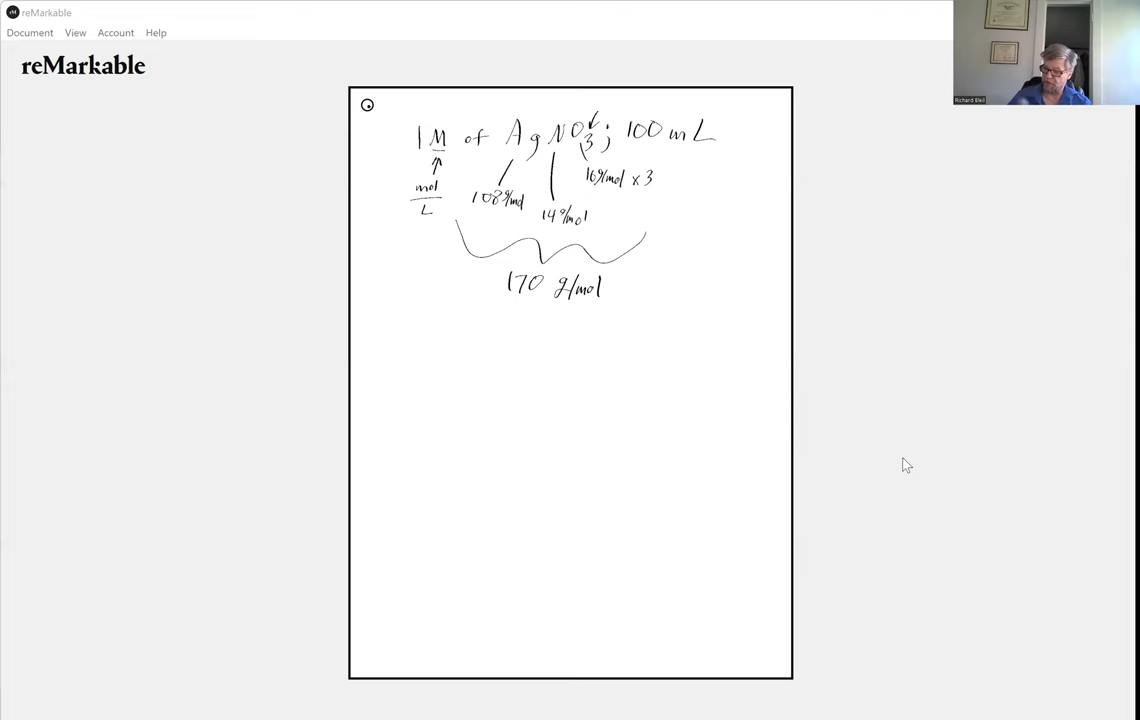 reMarkable
Document View Account Help
reMarkable
Richard Bleil
1M of AgNO3; 100 mL
mol
L
108 g/mol
14 g/mol
16 g/mol x 3
170 g/mol